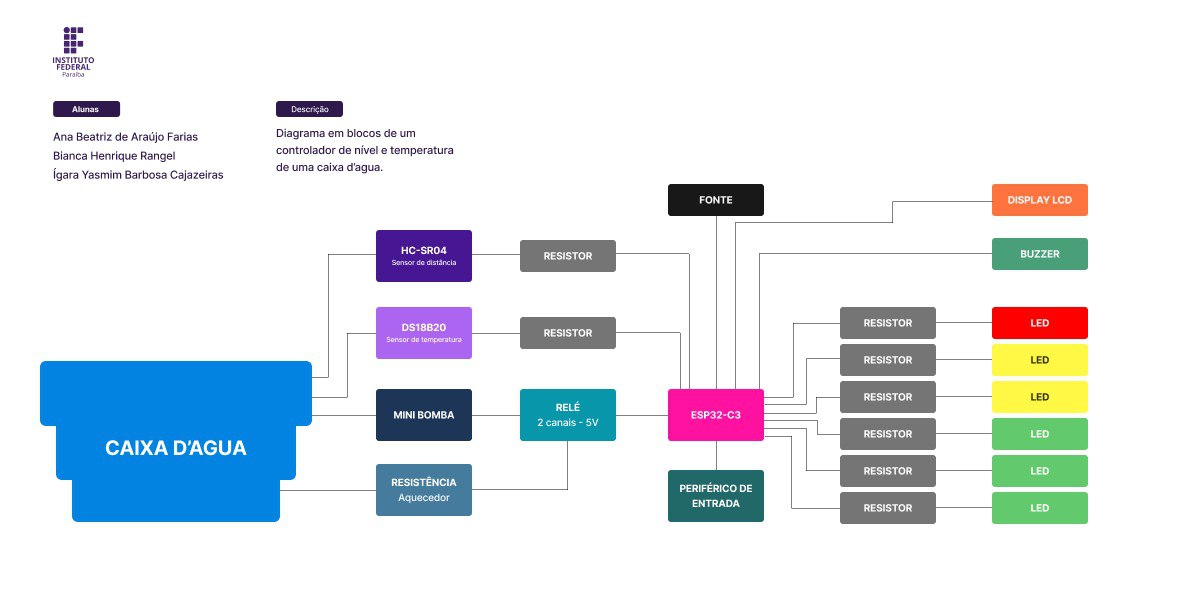 INSTITUTO
FEDERAL
Paraíba
Alunas
Ana Beatriz de Araújo Farias
Bianca Henrique Rangel
Ígara Yasmim Barbosa Cajazeiras
Descrição
Diagrama em blocos de um
controlador de nível e temperatura
de uma caixa d’agua.
FONTE
DISPLAY LCD
HC-SR04
Sensor de distância
RESISTOR
BUZZER
DS18B20
Sensor de temperatura
RESISTOR
RESISTOR
LED
RESISTOR
LED
RESISTOR
LED
RESISTOR
LED
RESISTOR
LED
RESISTOR
LED
MINI BOMBA
RELÉ
2 canais - 5V
ESP32-C3
CAIXA D’AGUA
RESISTÊNCIA
Aquecedor
PERIFÉRICO DE
ENTRADA